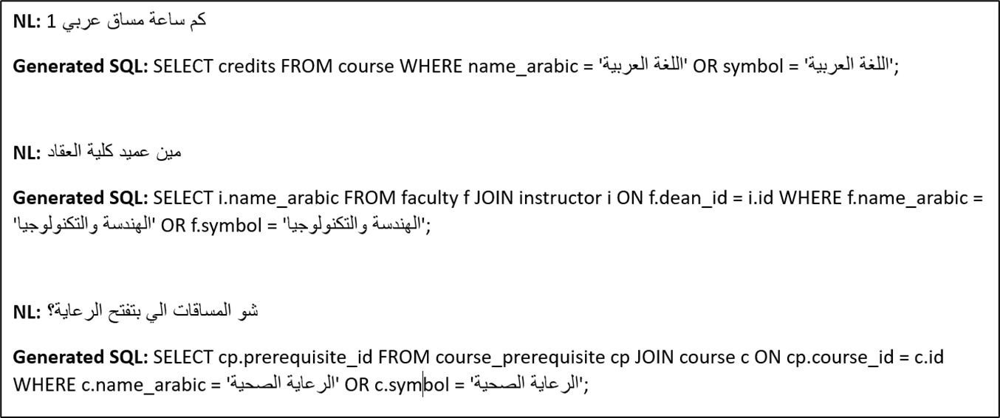 NL: كم ساعة مساق عربي 1
Generated SQL: SELECT credits FROM course WHERE name_arabic = 'اللغة العربية' OR symbol = 'اللغة العربية';
NL: مين عميد كلية العقاد
Generated SQL: SELECT i.name_arabic FROM faculty f JOIN instructor i ON f.dean_id = i.id WHERE f.name_arabic =
'الهندسة والتكنولوجيا' OR f.symbol = 'الهندسة والتكنولوجيا';
NL: شو المساقات الي بتفتح الرعاية؟
Generated SQL: SELECT cp.prerequisite_id FROM course_prerequisite cp JOIN course c ON cp.course_id = c.id
WHERE c.name_arabic = 'الرعاية الصحية' OR c.symbol = 'الرعاية الصحية';